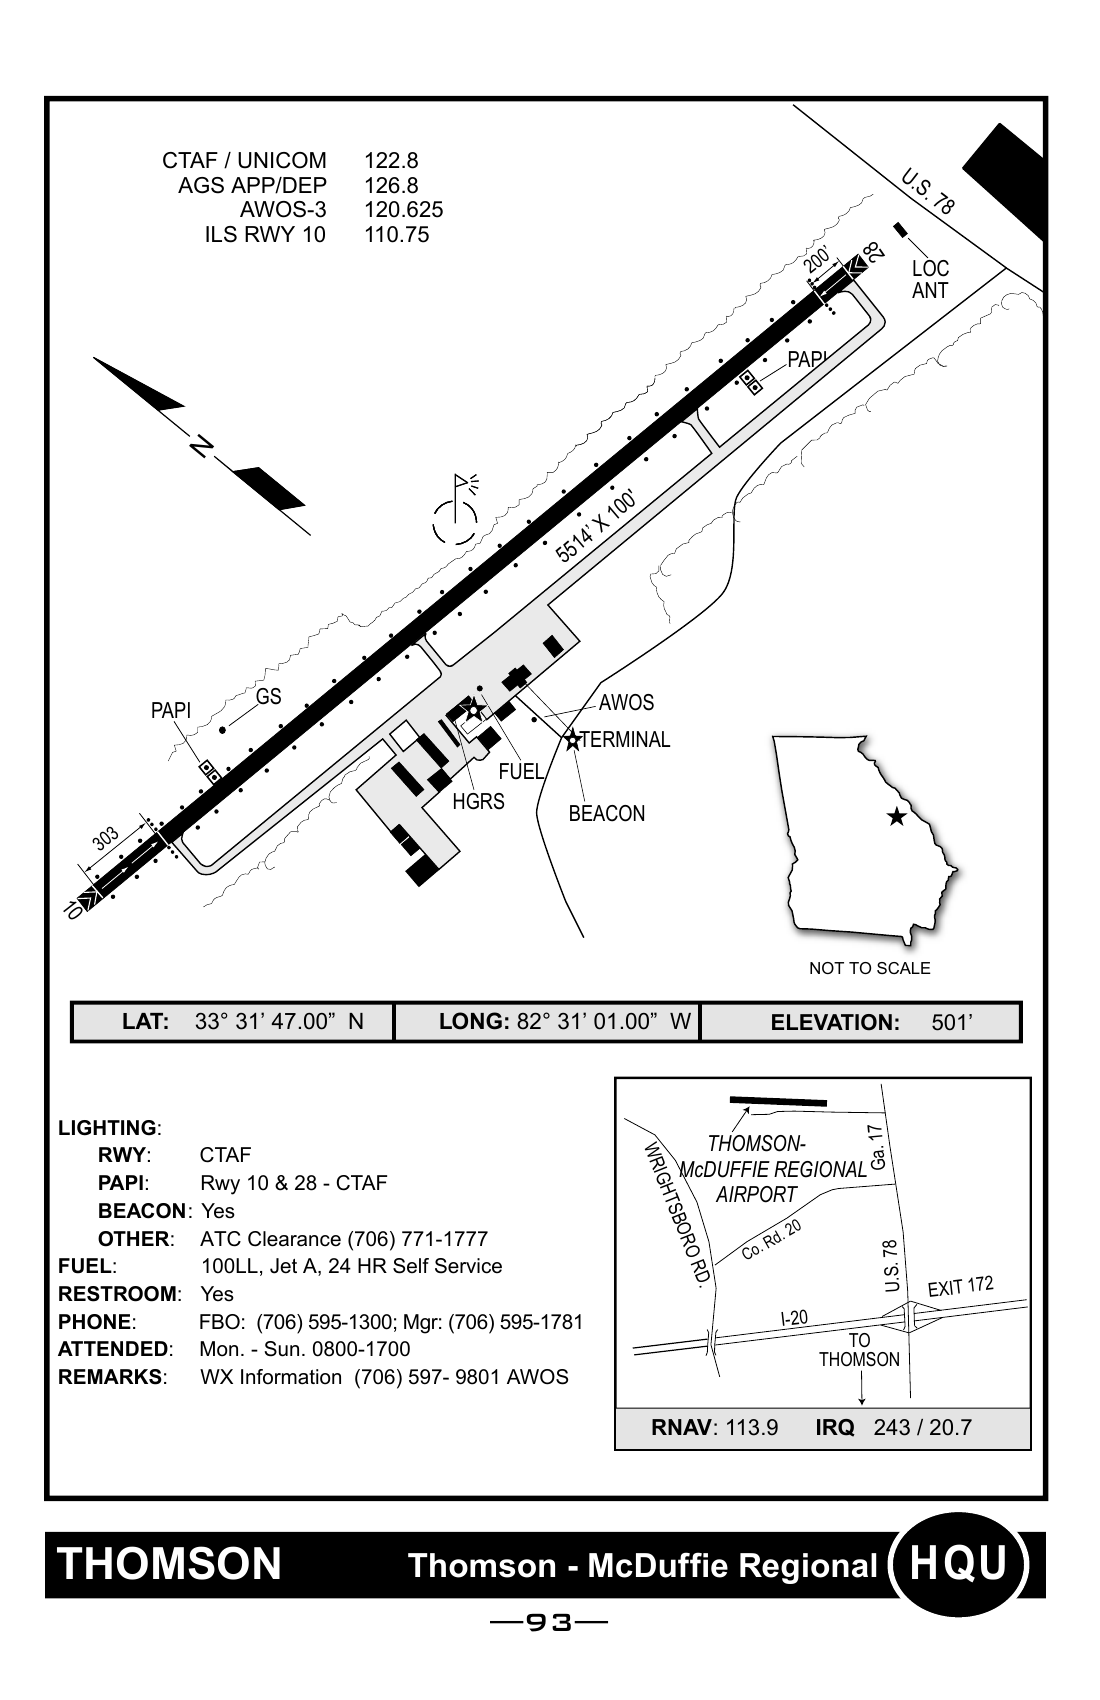 CTAF / UNICOM 122.8
AGS APP/DEP 126.8
AWOS-3 120.625
ILS RWY 10 110.75
U.S. 78
LOC
ANT
28
200'
PAPI
N
5514' X 100'
GS
PAPI
AWOS
TERMINAL
FUEL
HGRS
BEACON
303
10
NOT TO SCALE
LAT: 33° 31' 47.00” N LONG: 82° 31' 01.00” W ELEVATION: 501'
LIGHTING:
RWY: CTAF
PAPI: Rwy 10 & 28 - CTAF
BEACON: Yes
OTHER: ATC Clearance (706) 771-1777
FUEL: 100LL, Jet A, 24 HR Self Service
RESTROOM: Yes
PHONE: FBO: (706) 595-1300; Mgr: (706) 595-1781
ATTENDED: Mon. - Sun. 0800-1700
REMARKS: WX Information (706) 597- 9801 AWOS
THOMSON-
McDUFFIE REGIONAL
AIRPORT
WRIGHTSBORO RD.
Ga. 17
Co. Rd. 20
U.S. 78
EXIT 172
I-20
TO
THOMSON
RNAV: 113.9 IRQ 243 / 20.7
THOMSON Thomson - McDuffie Regional HQU
—93—